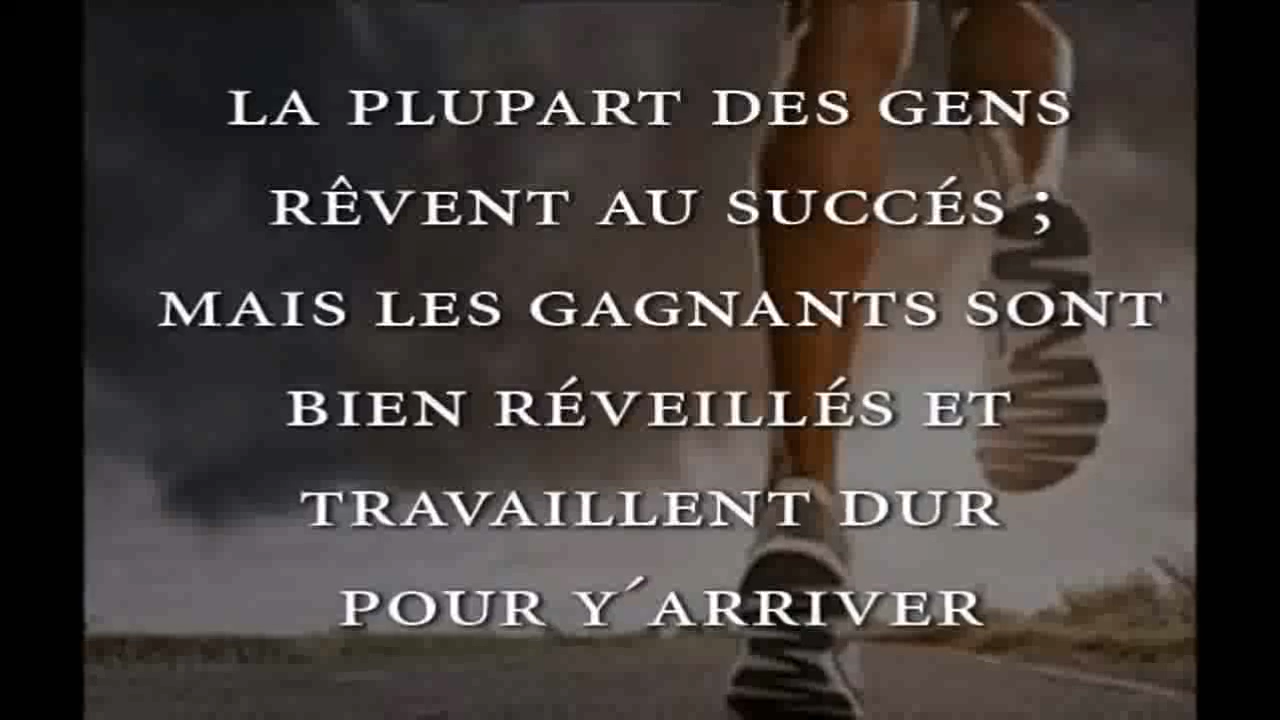 LA PLUPART DES GENS
RÊVENT AU SUCCÉS ;
MAIS LES GAGNANTS SONT
BIEN RÉVEILLÉS ET
TRAVAILLENT DUR
POUR Y´ARRIVER